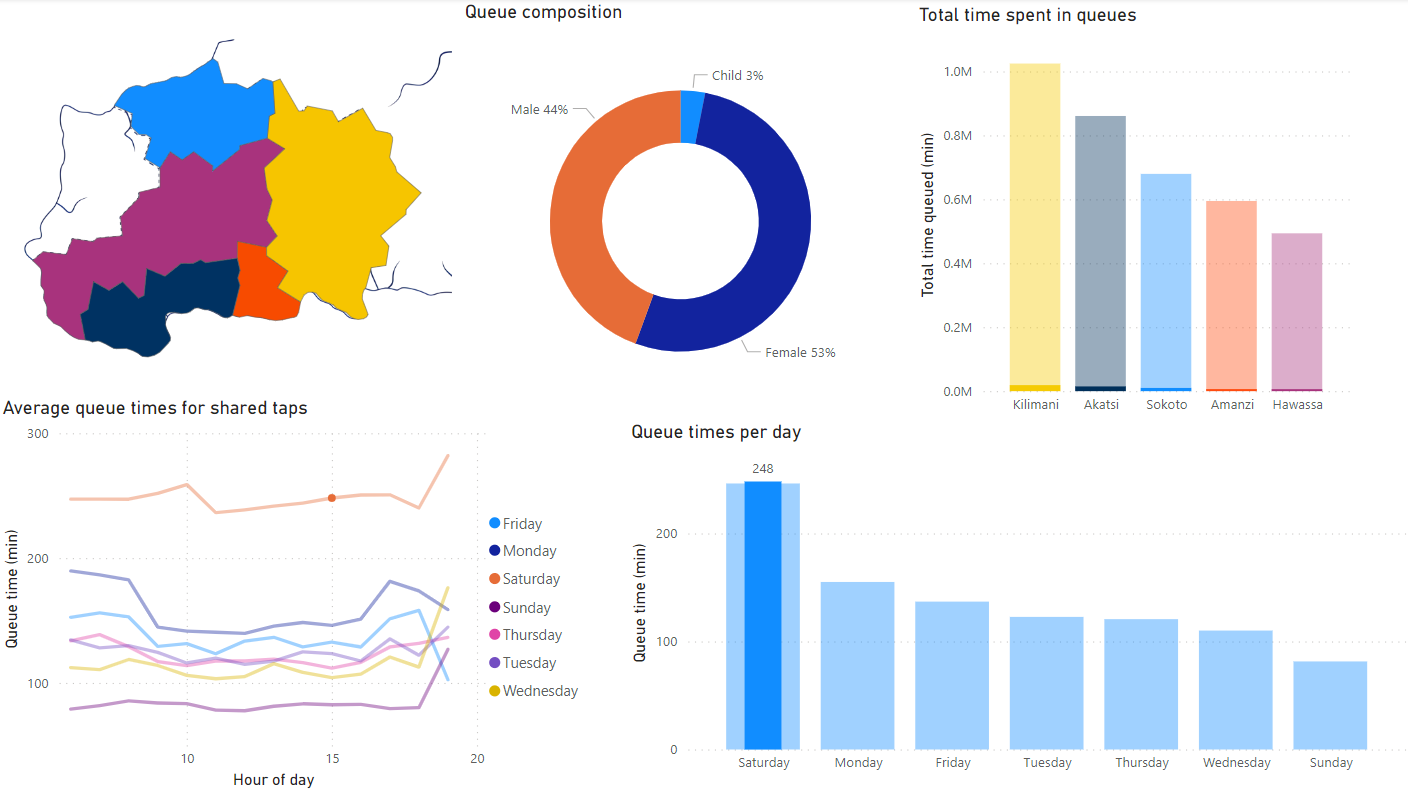 Queue composition
Child 3%
Male 44%
Female 53%
Total time spent in queues
Total time queued (min)
1.0M
0.8M
0.6M
0.4M
0.2M
0.0M
Kilimani Akatsi Sokoto Amanzi Hawassa
Average queue times for shared taps
Queue time (min)
300
200
100
10 15 20
Hour of day
Friday
Monday
Saturday
Sunday
Thursday
Tuesday
Wednesday
Queue times per day
Queue time (min)
248
200
100
0
Saturday Monday Friday Tuesday Thursday Wednesday Sunday